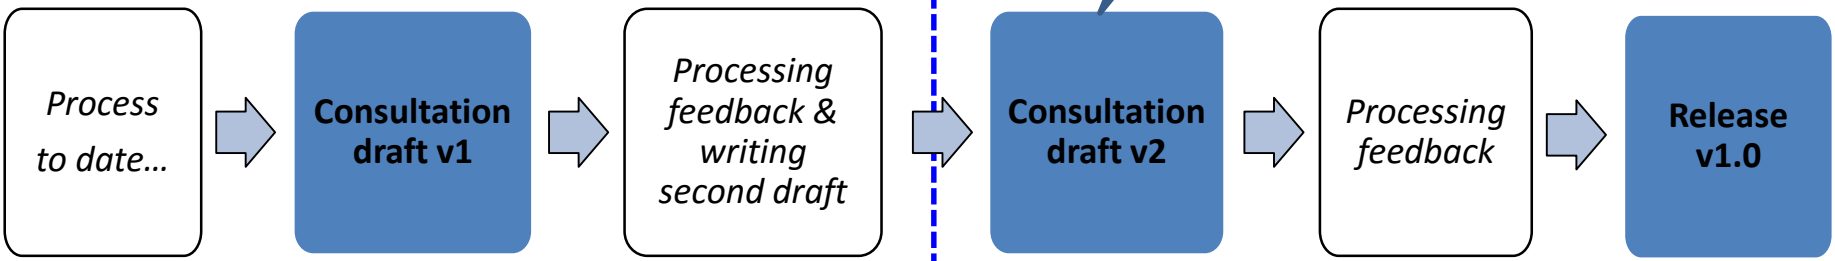 Process
to date…
Consultation
draft v1
Processing
feedback &
writing
second draft
Consultation
draft v2
Processing
feedback
Release
v1.0